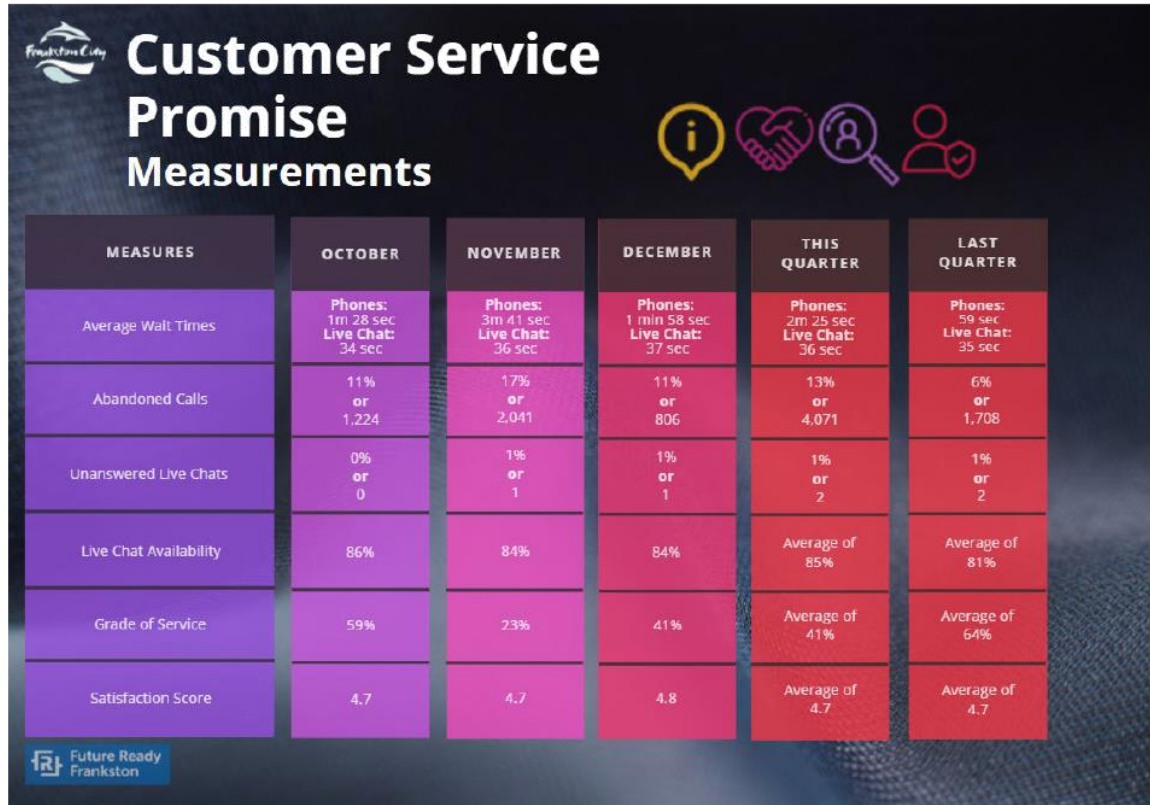 Frankston City
Customer Service
Promise
Measurements
i
MEASURES
OCTOBER
NOVEMBER
DECEMBER
THIS
QUARTER
LAST
QUARTER
Average Wait Times
Phones:
1m 28 sec
Live Chat:
34 sec
Phones:
3m 41 sec
Live Chat:
36 sec
Phones:
1 min 58 sec
Live Chat:
37 sec
Phones:
2m 25 sec
Live Chat:
36 sec
Phones:
59 sec
Live Chat:
35 sec
Abandoned Calls
11%
or
1,224
17%
or
2,041
11%
or
806
13%
or
4,071
6%
or
1,708
Unanswered Live Chats
0%
or
0
1%
or
1
1%
or
1
1%
or
2
1%
or
2
Live Chat Availability
86%
84%
84%
Average of
85%
Average of
81%
Grade of Service
59%
23%
41%
Average of
41%
Average of
64%
Satisfaction Score
4.7
4.7
4.8
Average of
4.7
Average of
4.7
Future Ready
Frankston